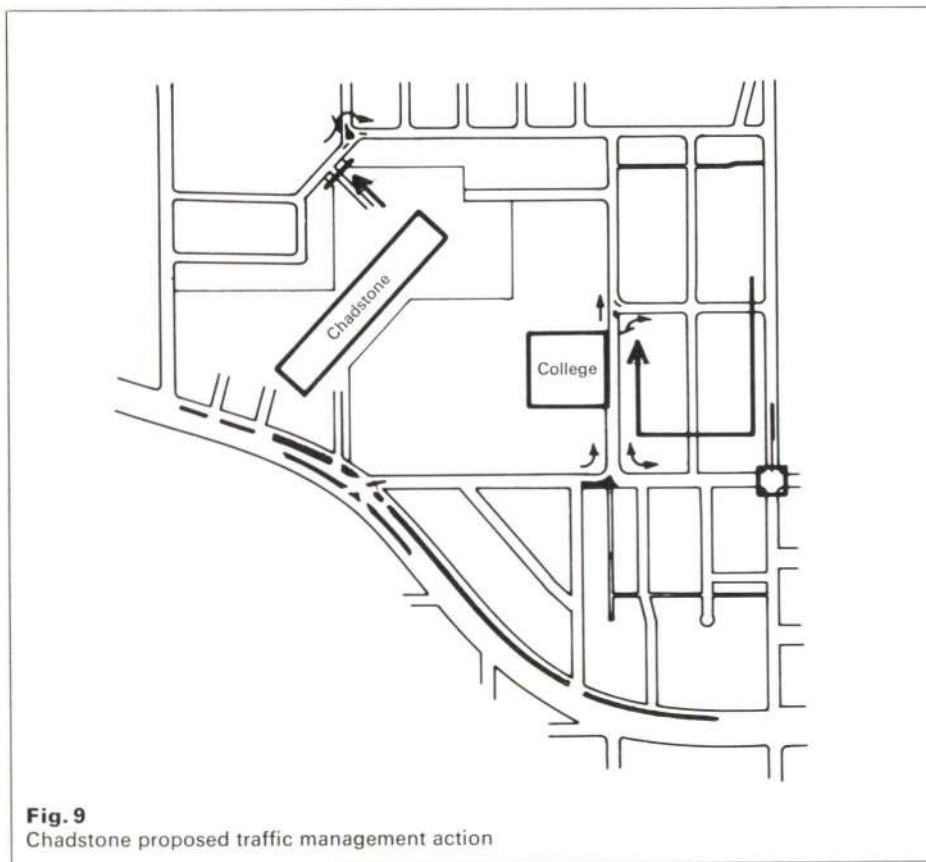 Chadstone
College
Fig. 9
Chadstone proposed traffic management action